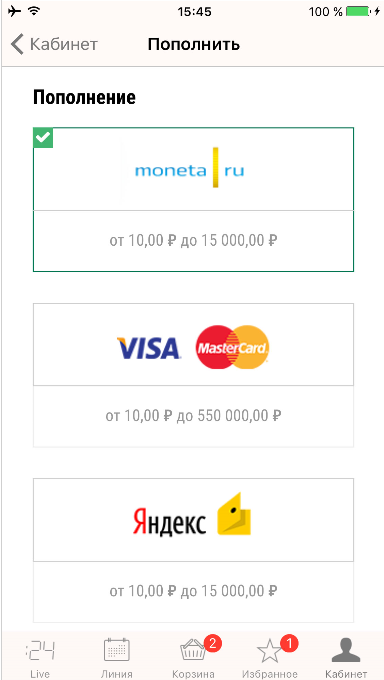 15:45
100 %
Кабинет
Пополнить
Пополнение
moneta ru
от 10,00 ₽ до 15 000,00 ₽
VISA MasterCard
от 10,00 ₽ до 550 000,00 ₽
Яндекс
от 10,00 ₽ до 15 000,00 ₽
:24
2
1
Live
Линия
Корзина
Избранное
Кабинет